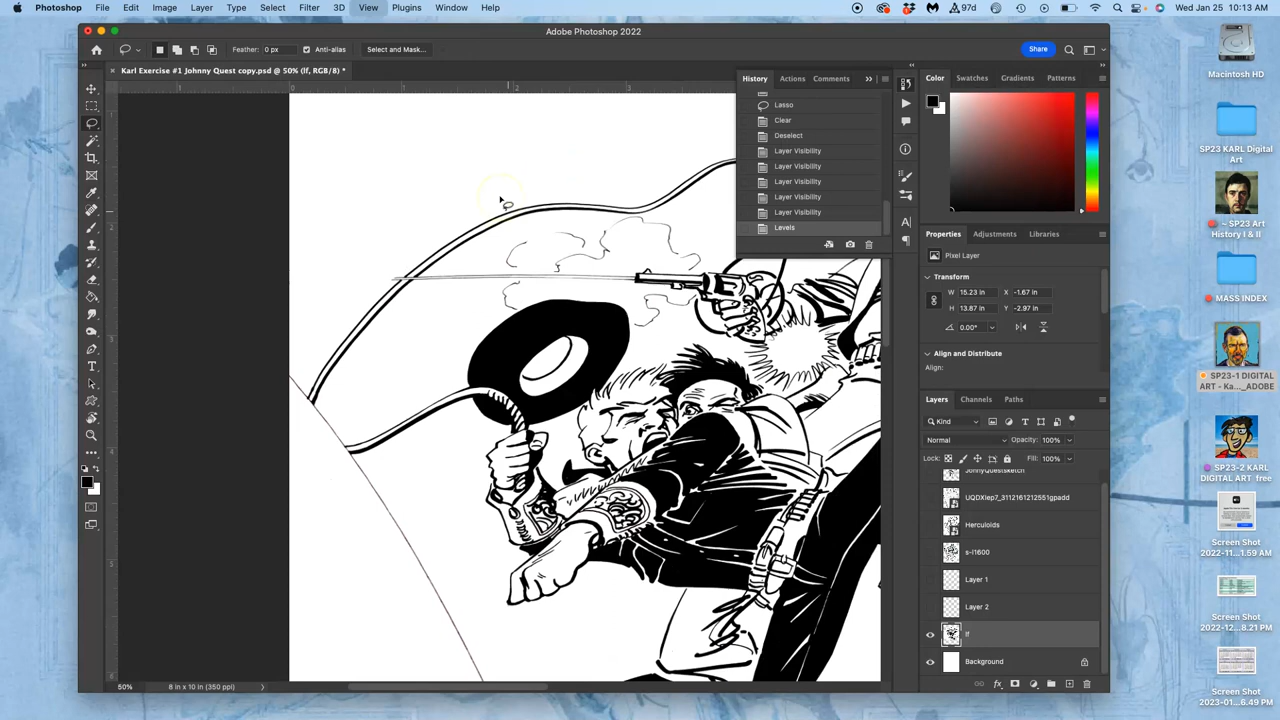 Photoshop File Edit Image Layer Type Select Filter 3D View Plugins Window Help 97d Wed Jan 25 10:13 AM
Adobe Photoshop 2022
Feather: 0 px Anti-alias Select and Mask... Share
Karl Exercise #1 Johnny Quest copy.psd @ 50% (lf, RGB/8) *
History Actions Comments
Lasso
Clear
Deselect
Layer Visibility
Layer Visibility
Layer Visibility
Layer Visibility
Layer Visibility
Levels
Color Swatches Gradients Patterns
Properties Adjustments Libraries
Pixel Layer
Transform
W 15.23 in X -1.67 in
H 13.87 in Y -2.97 in
0.00°
Align and Distribute
Align:
Layers Channels Paths
Kind
Normal Opacity: 100%
Lock: Fill: 100%
JonnyQuestsketch
UQDXlep7_3112161212551gpadd
Herculoids
s-l1600
Layer 1
Layer 2
lf
Background
50% 8 in x 10 in (350 ppi)
Macintosh HD
SP23 KARL Digital Art
~ SP23 Art History I & II
MASS INDEX
SP23-1 DIGITAL ART - Ka..._ADOBE
SP23-2 KARL DIGITAL ART free
Screen Shot 2022-11...1.59 AM
Screen Shot 2022-12...8.21 PM
Screen Shot 2023-01...6.49 PM